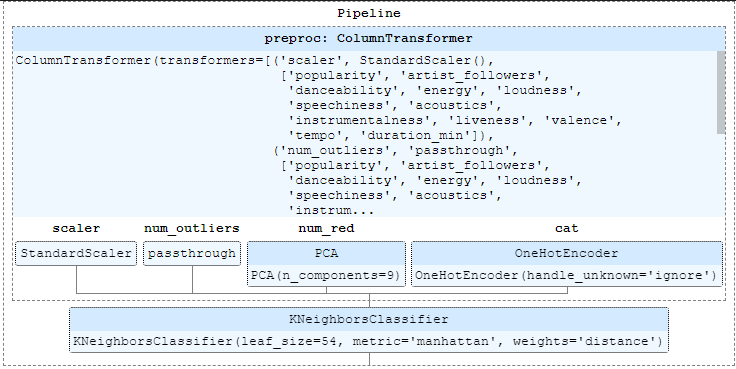 Pipeline
preproc: ColumnTransformer
ColumnTransformer(transformers=[('scaler', StandardScaler(),
['popularity', 'artist_followers',
'danceability', 'energy', 'loudness',
'speechiness', 'acoustics',
'instrumentalness', 'liveness', 'valence',
'tempo', 'duration_min']),
('num_outliers', 'passthrough',
['popularity', 'artist_followers',
'danceability', 'energy', 'loudness',
'speechiness', 'acoustics',
'instrum...
scaler num_outliers num_red cat
StandardScaler passthrough PCA OneHotEncoder
PCA(n_components=9) OneHotEncoder(handle_unknown='ignore')
KNeighborsClassifier
KNeighborsClassifier(leaf_size=54, metric='manhattan', weights='distance')